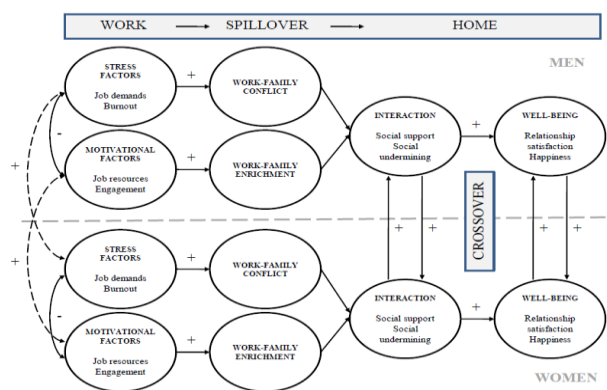 WORK SPILLOVER HOME
MEN
STRESS
FACTORS
Job demands
Burnout
+
WORK-FAMILY
CONFLICT
-
MOTIVATIONAL
FACTORS
Job resources
Engagement
+
WORK-FAMILY
ENRICHMENT
INTERACTION
Social support
Social
undermining
+
WELL-BEING
Relationship
satisfaction
Happiness
+
+
CROSSOVER
+ + + +
STRESS
FACTORS
Job demands
Burnout
+
WORK-FAMILY
CONFLICT
-
MOTIVATIONAL
FACTORS
Job resources
Engagement
+
WORK-FAMILY
ENRICHMENT
INTERACTION
Social support
Social
undermining
+
WELL-BEING
Relationship
satisfaction
Happiness
WOMEN